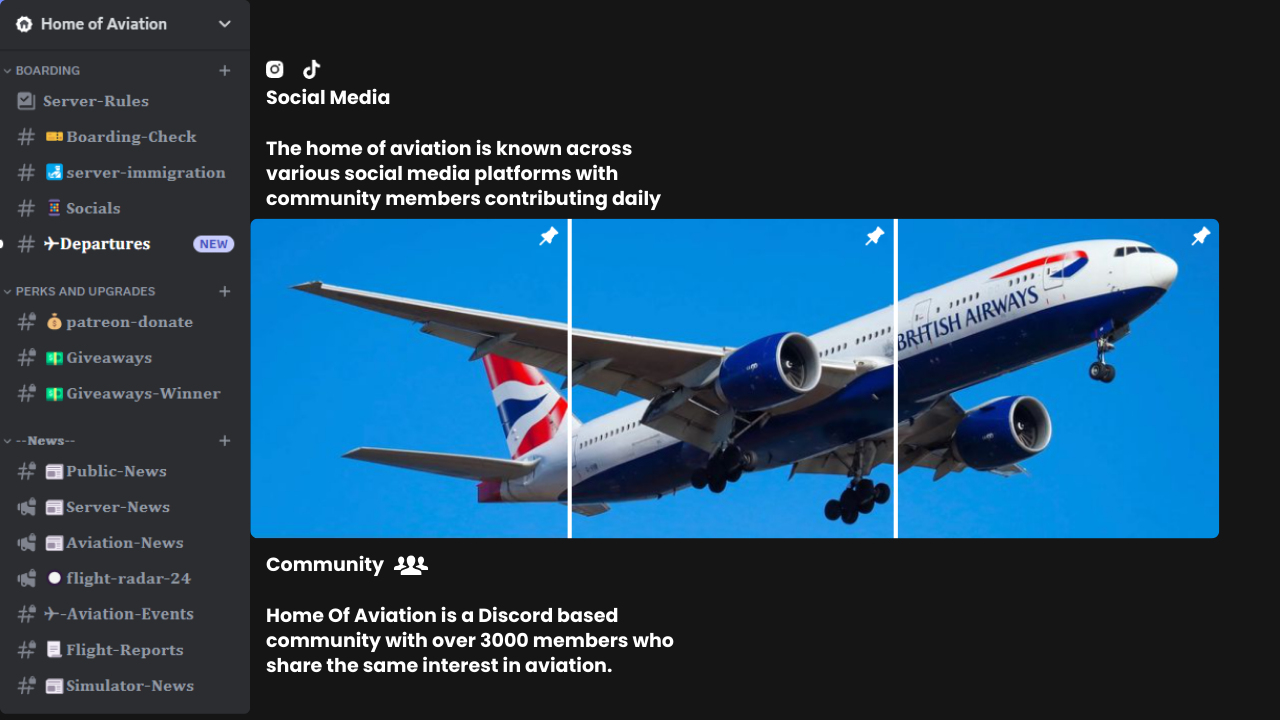 Home of Aviation
BOARDING
Server-Rules
Boarding-Check
server-immigration
Socials
Departures NEW
PERKS AND UPGRADES
patreon-donate
Giveaways
Giveaways-Winner
--News--
Public-News
Server-News
Aviation-News
flight-radar-24
-Aviation-Events
Flight-Reports
Simulator-News
Social Media
The home of aviation is known across
various social media platforms with
community members contributing daily
BRITISH AIRWAYS
Community
Home Of Aviation is a Discord based
community with over 3000 members who
share the same interest in aviation.